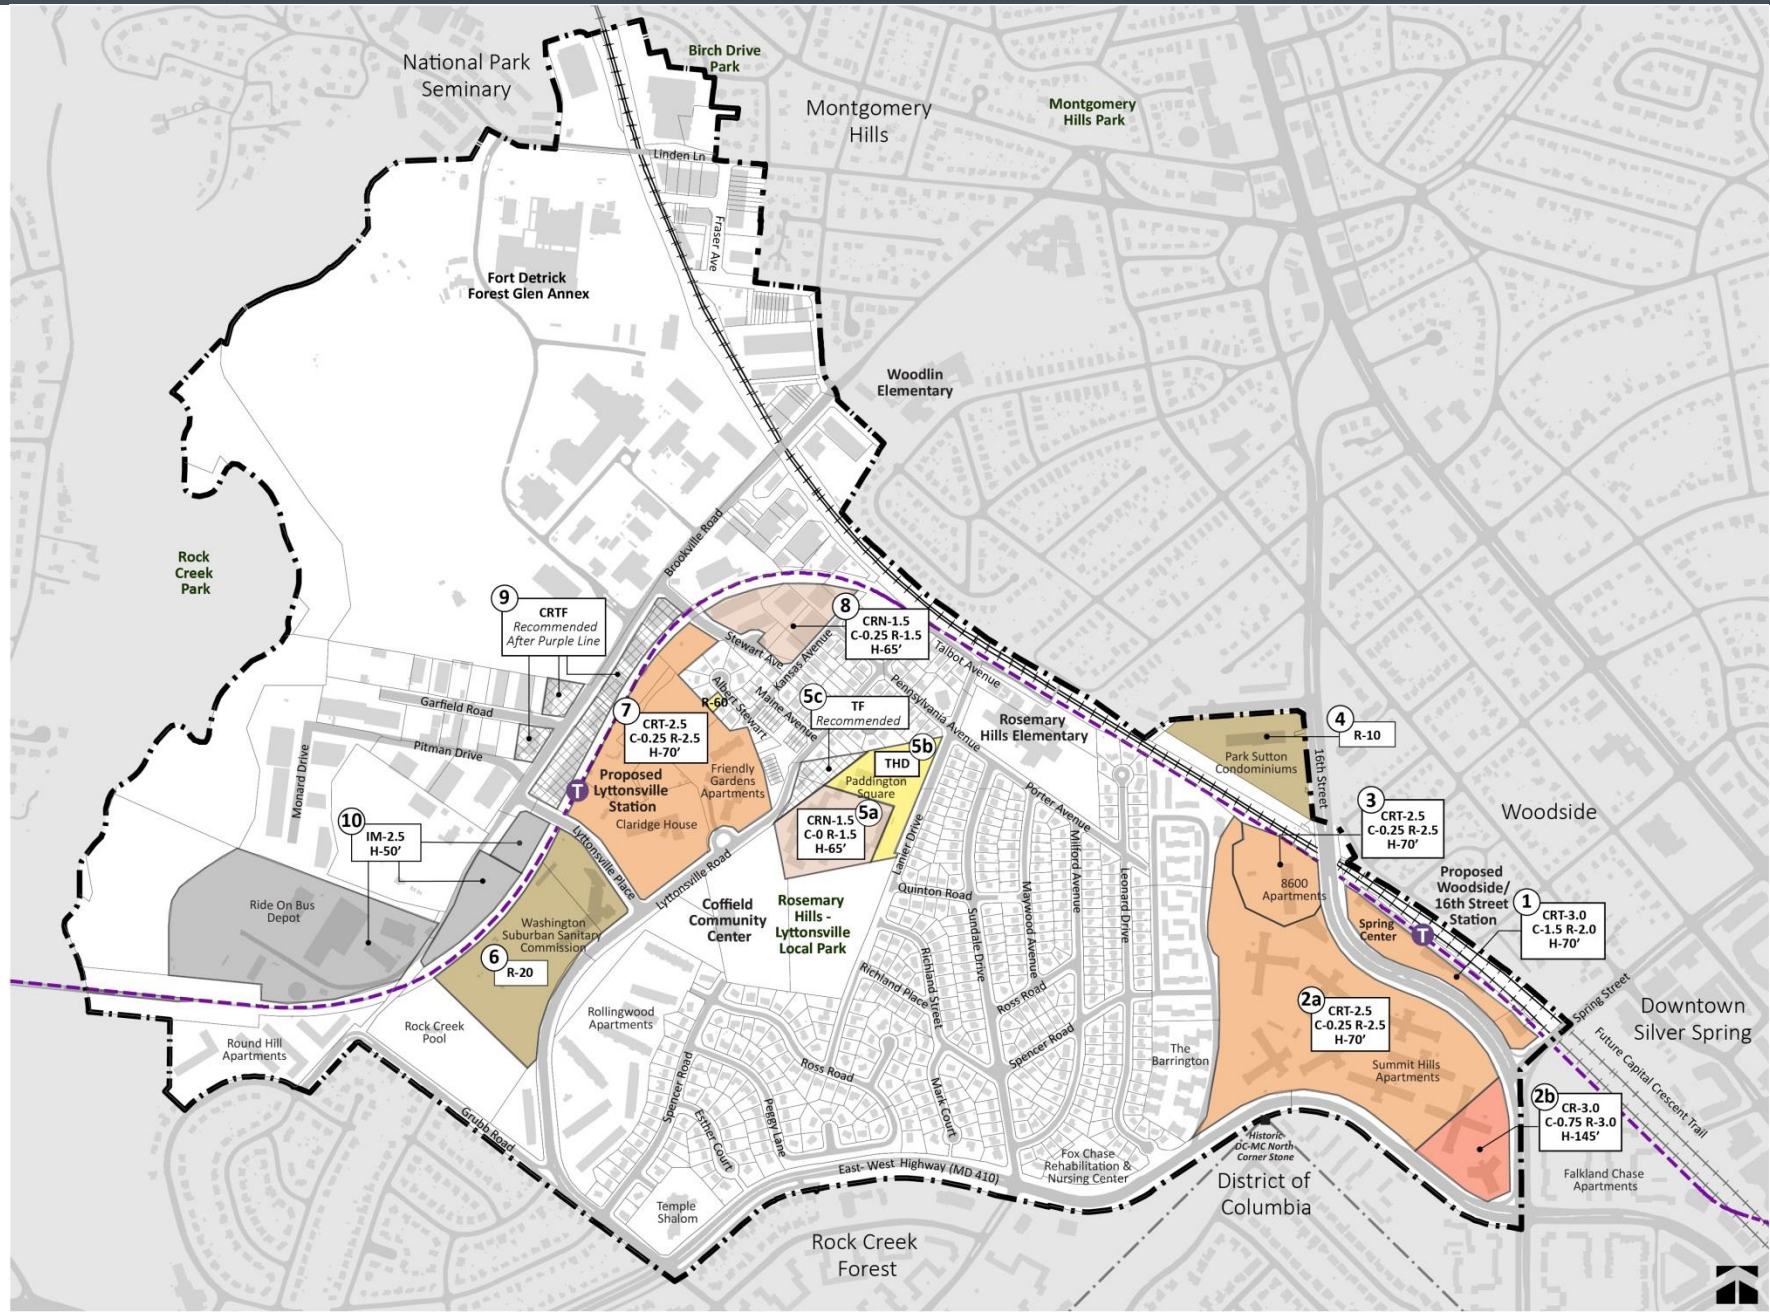 National Park
Seminary
Birch Drive
Park
Montgomery
Hills
Montgomery
Hills Park
Linden Ln
Fraser Ave
Fort Detrick
Forest Glen Annex
Woodlin
Elementary
Rock
Creek
Park
Brookville Road
9
CRTF
Recommended
After Purple Line
8
CRN-1.5
C-0.25 R-1.5
H-65'
Stewart Ave
Kansas Avenue
Talbot Avenue
Albert Stewart
Maine Avenue
Pennsylvania Avenue
R-60
5c
TF
Recommended
7
CRT-2.5
C-0.25 R-2.5
H-70'
Garfield Road
Pitman Drive
Monard Drive
Rosemary
Hills Elementary
4
R-10
Park Sutton
Condominiums
16th Street
5b
THD
Paddington
Square
Friendly
Gardens
Apartments
Proposed
Lyttonsville
Station
T
Claridge House
5a
CRN-1.5
C-0 R-1.5
H-65'
Porter Avenue
3
CRT-2.5
C-0.25 R-2.5
H-70'
Woodside
10
IM-2.5
H-50'
Lyttonsville Place
Lyttonsville Road
Lanier Drive
Quinton Road
Milford Avenue
Maywood Avenue
Leonard Drive
Sundale Drive
8600
Apartments
Proposed
Woodside/
16th Street
Station
T
1
CRT-3.0
C-1.5 R-2.0
H-70'
Spring
Center
Ride On Bus
Depot
Washington
Suburban Sanitary
Commission
6
R-20
Coffield
Community
Center
Rosemary
Hills -
Lyttonsville
Local Park
Richland Place
Richland Street
Ross Road
Spencer Road
2a
CRT-2.5
C-0.25 R-2.5
H-70'
Summit Hills
Apartments
Spring Street
Downtown
Silver Spring
Future Capital Crescent Trail
Rock Creek
Pool
Round Hill
Apartments
Rollingwood
Apartments
The
Barrington
Spencer Road
Ross Road
Mark Court
Peggy Lane
Esther Court
Grubb Road
2b
CR-3.0
C-0.75 R-3.0
H-145'
Historic
DC-MC North
Corner Stone
Fox Chase
Rehabilitation &
Nursing Center
East-West Highway (MD 410)
Falkland Chase
Apartments
District of
Columbia
Temple
Shalom
Rock Creek
Forest